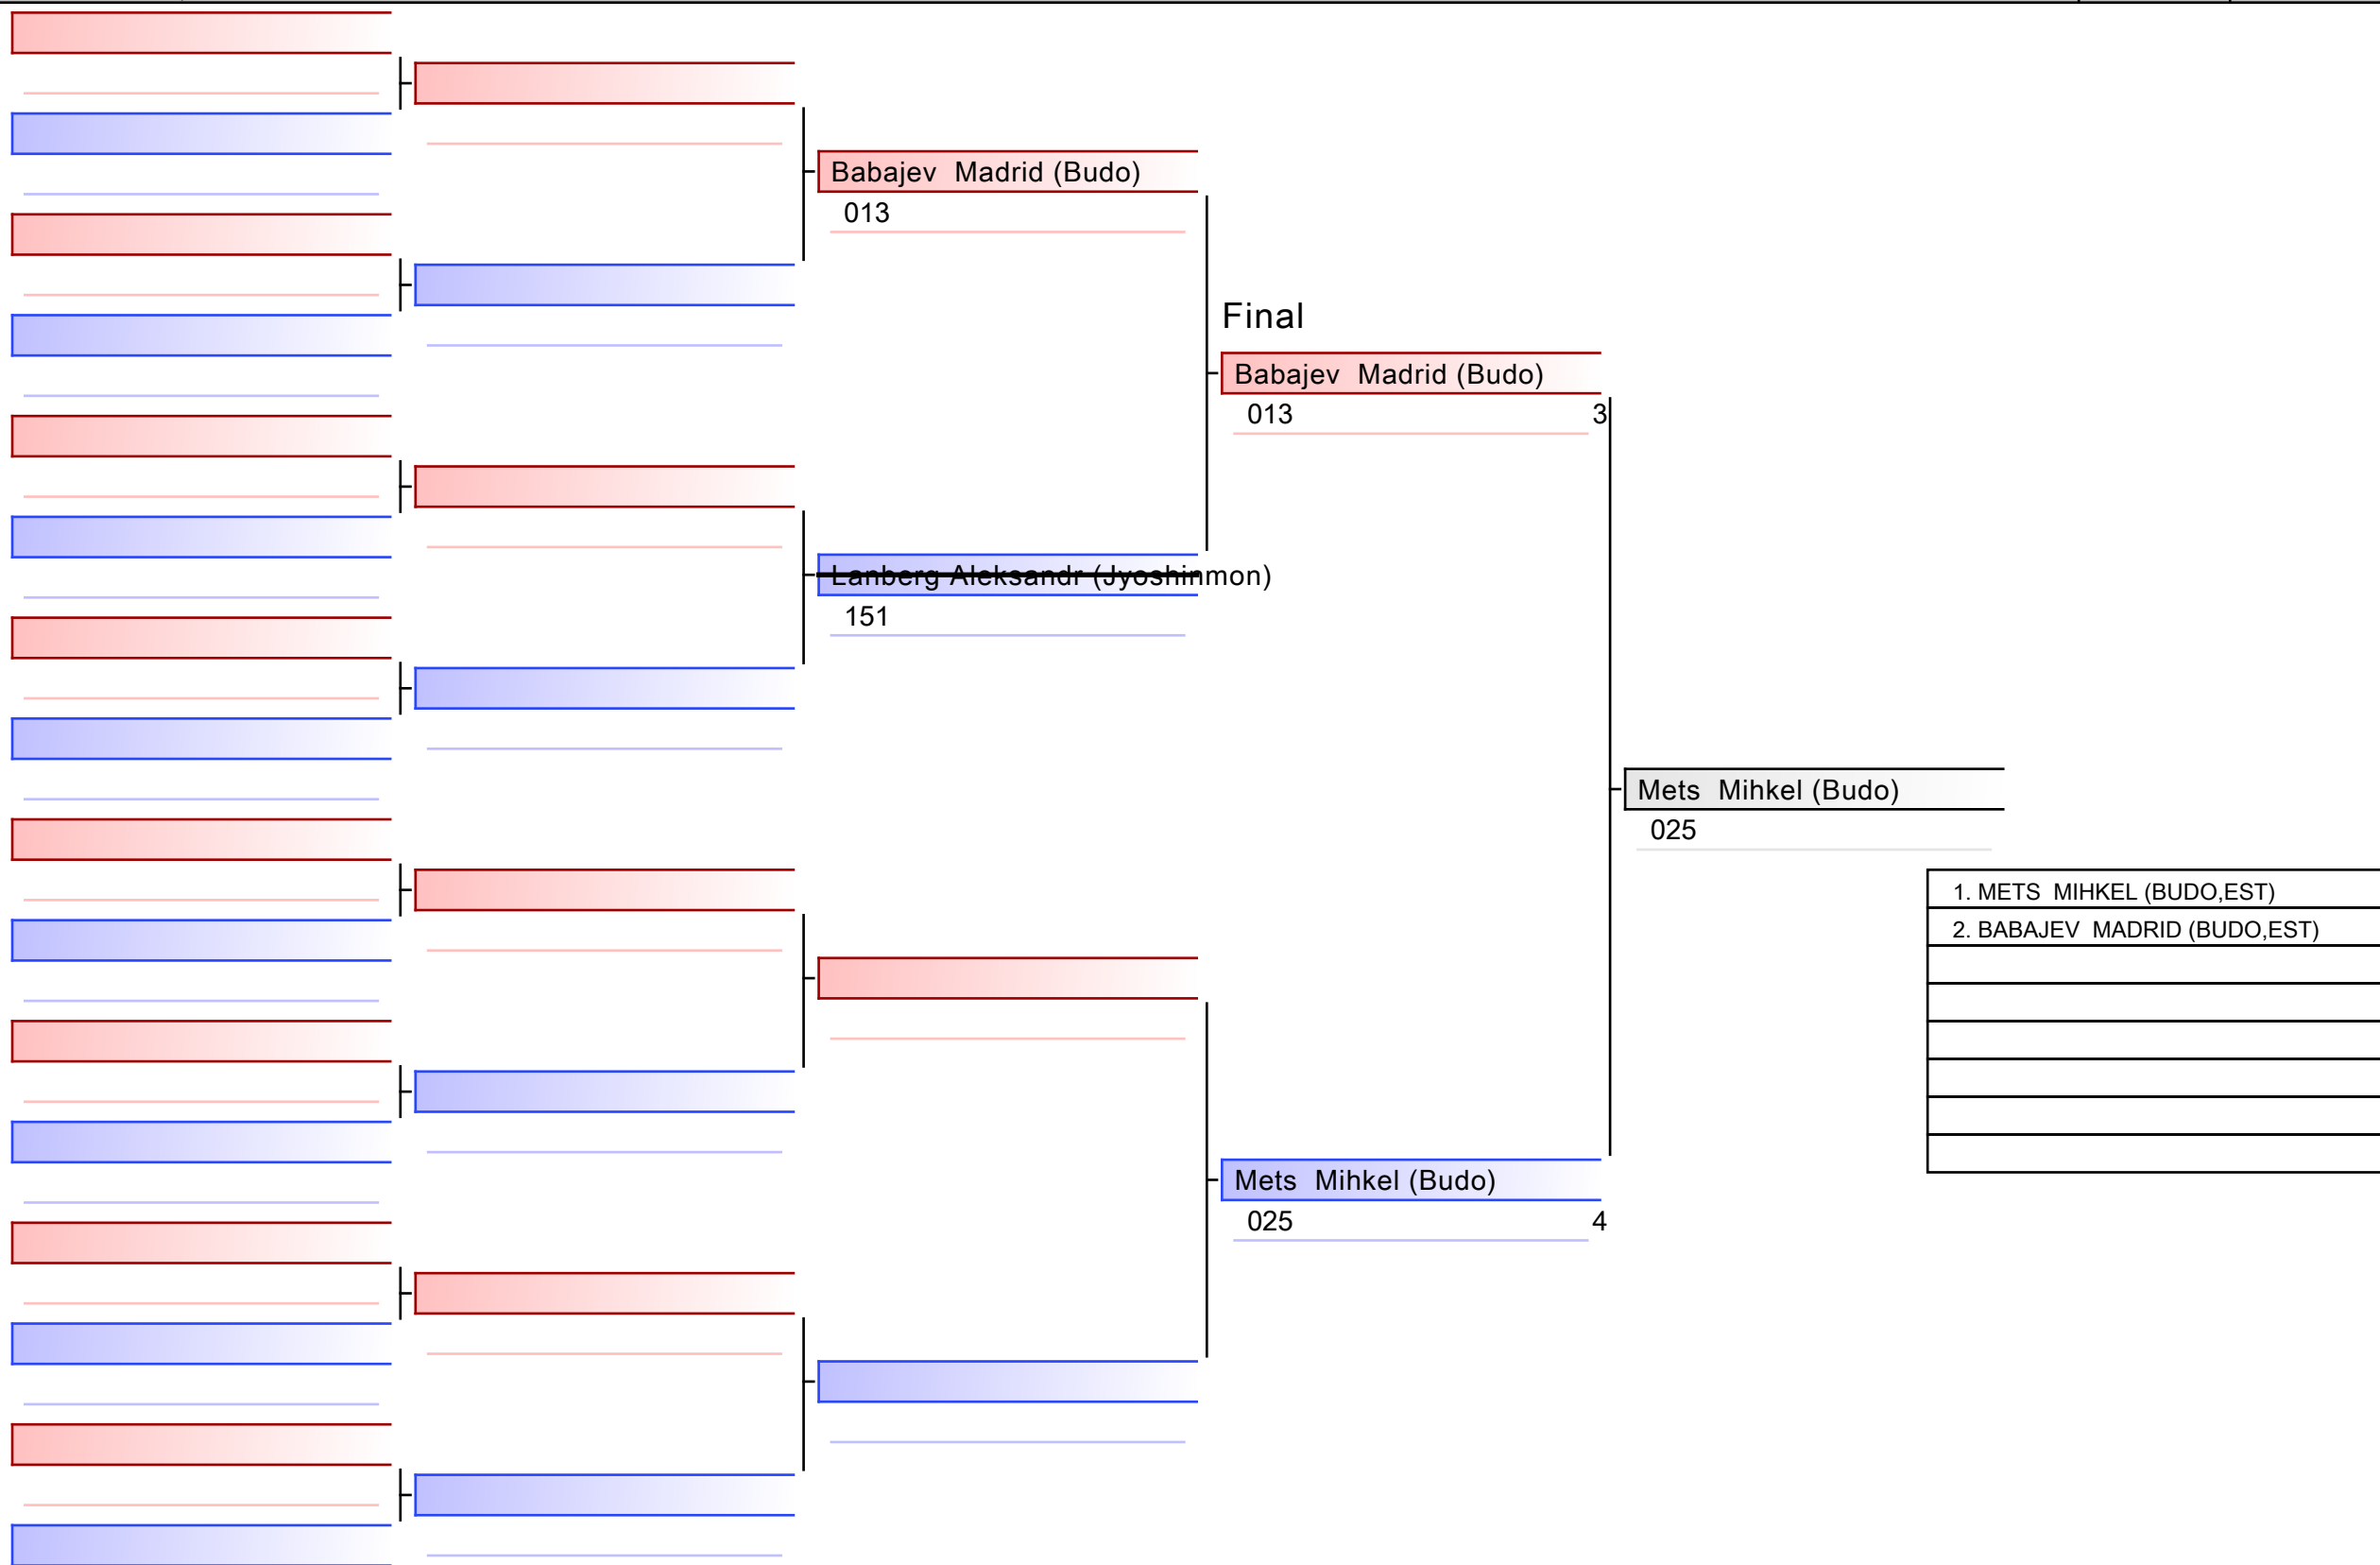 Babajev  Madrid (Budo)
013
Final
Babajev  Madrid (Budo)
013 3
Lanberg Aleksandr (Jyoshinmon)
151
Mets  Mihkel (Budo)
025
1. METS  MIHKEL (BUDO,EST)
2. BABAJEV  MADRID (BUDO,EST)
Mets  Mihkel (Budo)
025 4